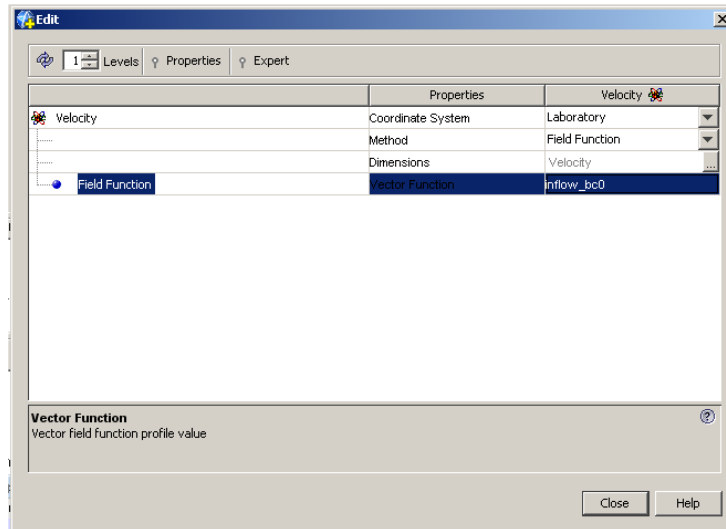 Edit
1 Levels Properties Expert
Properties Velocity
Velocity Coordinate System Laboratory
Method Field Function
Dimensions Velocity ...
Field Function Vector Function inflow_bc0
Vector Function
Vector field function profile value
Close Help